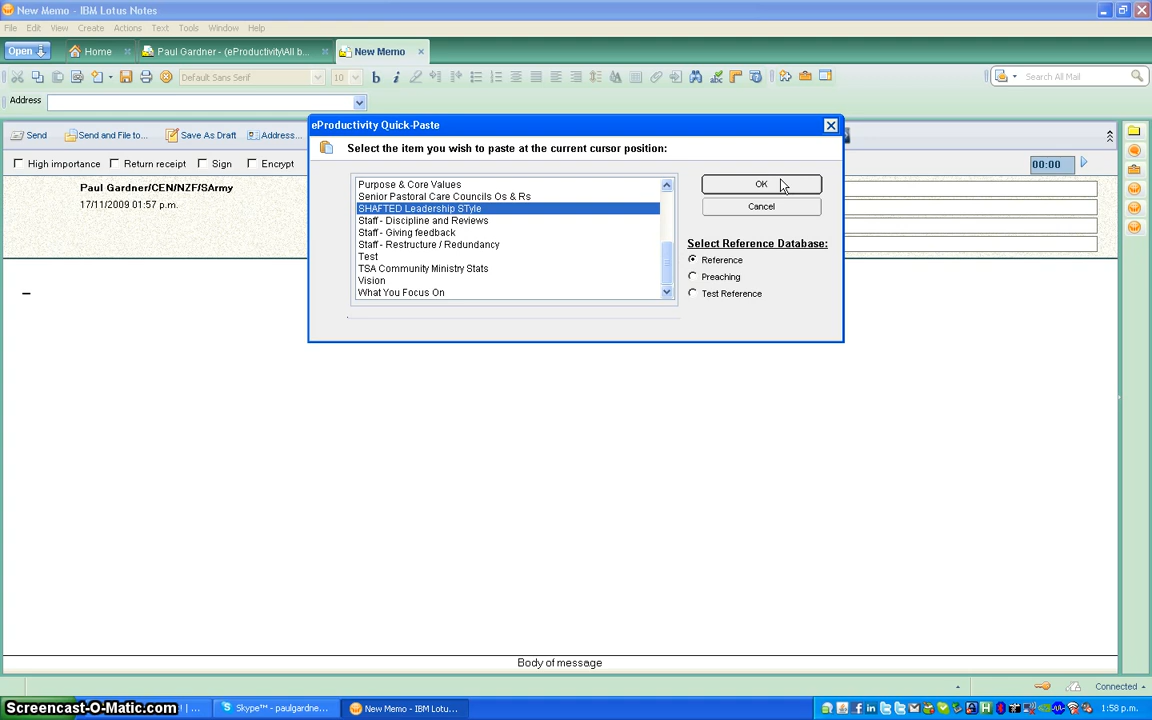 New Memo - IBM Lotus Notes
File Edit View Create Actions Text Tools Window Help
Open Home Paul Gardner - (eProductivity\All b... New Memo
Default Sans Serif 10 b i Search All Mail
Address
eProductivity Quick-Paste
Send Send and File to... Save As Draft Address...
Select the item you wish to paste at the current cursor position:
High importance Return receipt Sign Encrypt
00:00
Paul Gardner/CEN/NZF/SArmy
17/11/2009 01:57 p.m.
Purpose & Core Values
Senior Pastoral Care Councils Os & Rs
SHAFTED Leadership STyle
Staff - Discipline and Reviews
Staff - Giving feedback
Staff - Restructure / Redundancy
Test
TSA Community Ministry Stats
Vision
What You Focus On
OK
Cancel
Select Reference Database:
Reference
Preaching
Test Reference
Body of message
Connected
Screencast-O-Matic.com
Skype™ - paulgardne...
New Memo - IBM Lotu...
1:58 p.m.